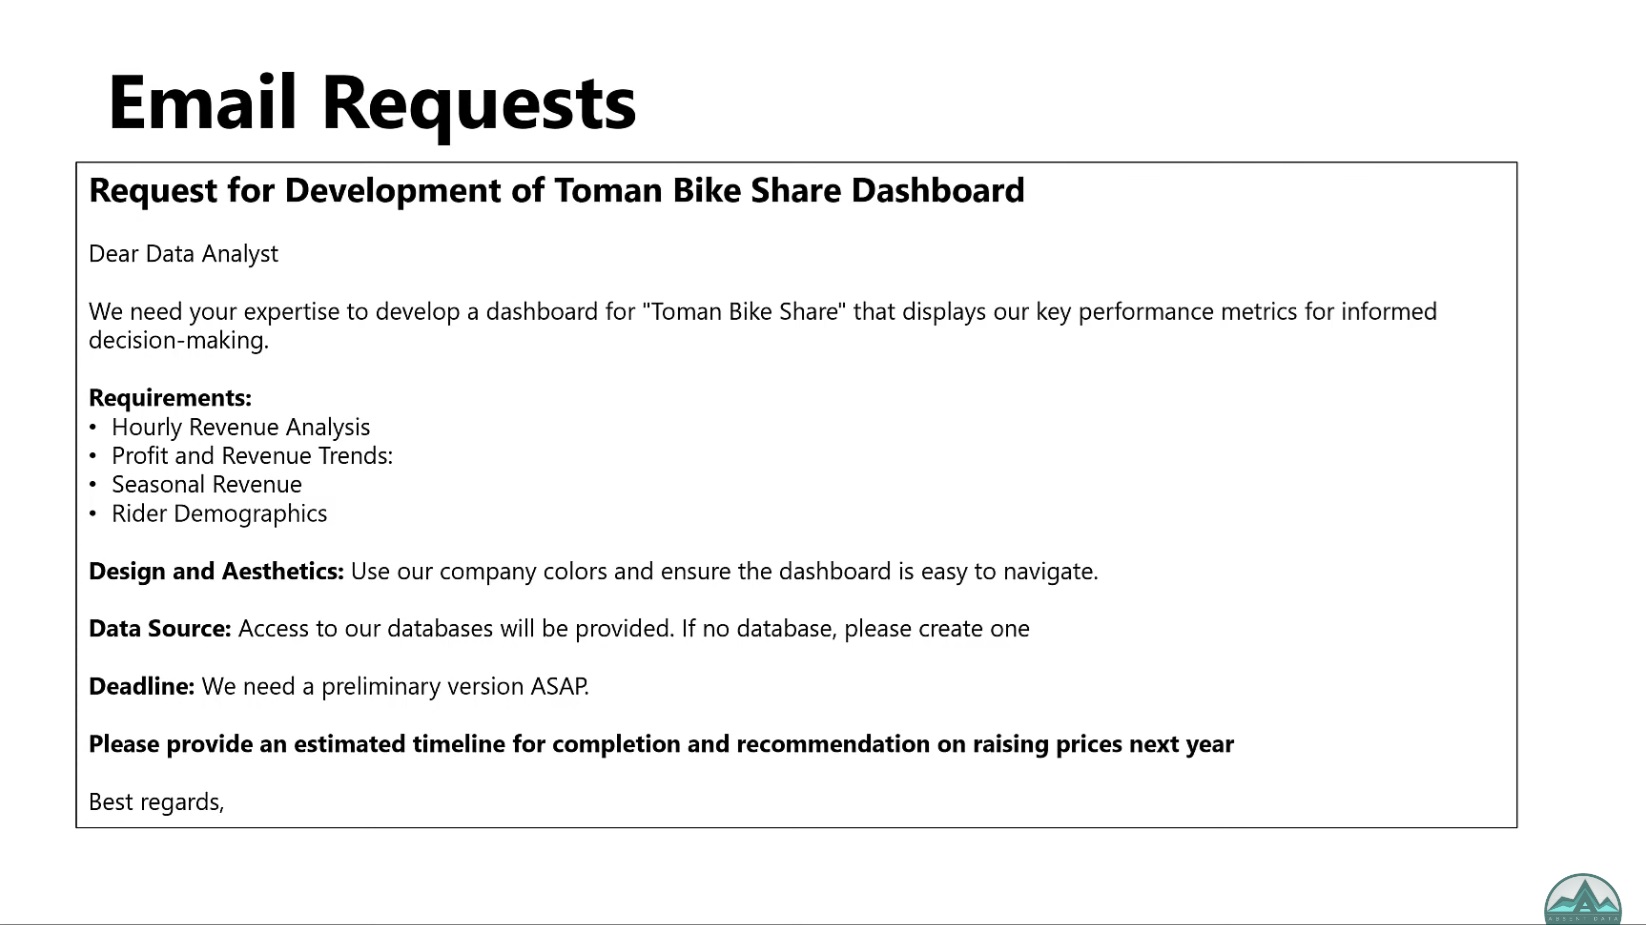 Email Requests
Request for Development of Toman Bike Share Dashboard
Dear Data Analyst
We need your expertise to develop a dashboard for "Toman Bike Share" that displays our key performance metrics for informed
decision-making.
Requirements:
• Hourly Revenue Analysis
• Profit and Revenue Trends:
• Seasonal Revenue
• Rider Demographics
Design and Aesthetics: Use our company colors and ensure the dashboard is easy to navigate.
Data Source: Access to our databases will be provided. If no database, please create one
Deadline: We need a preliminary version ASAP.
Please provide an estimated timeline for completion and recommendation on raising prices next year
Best regards,
ABSENT DATA